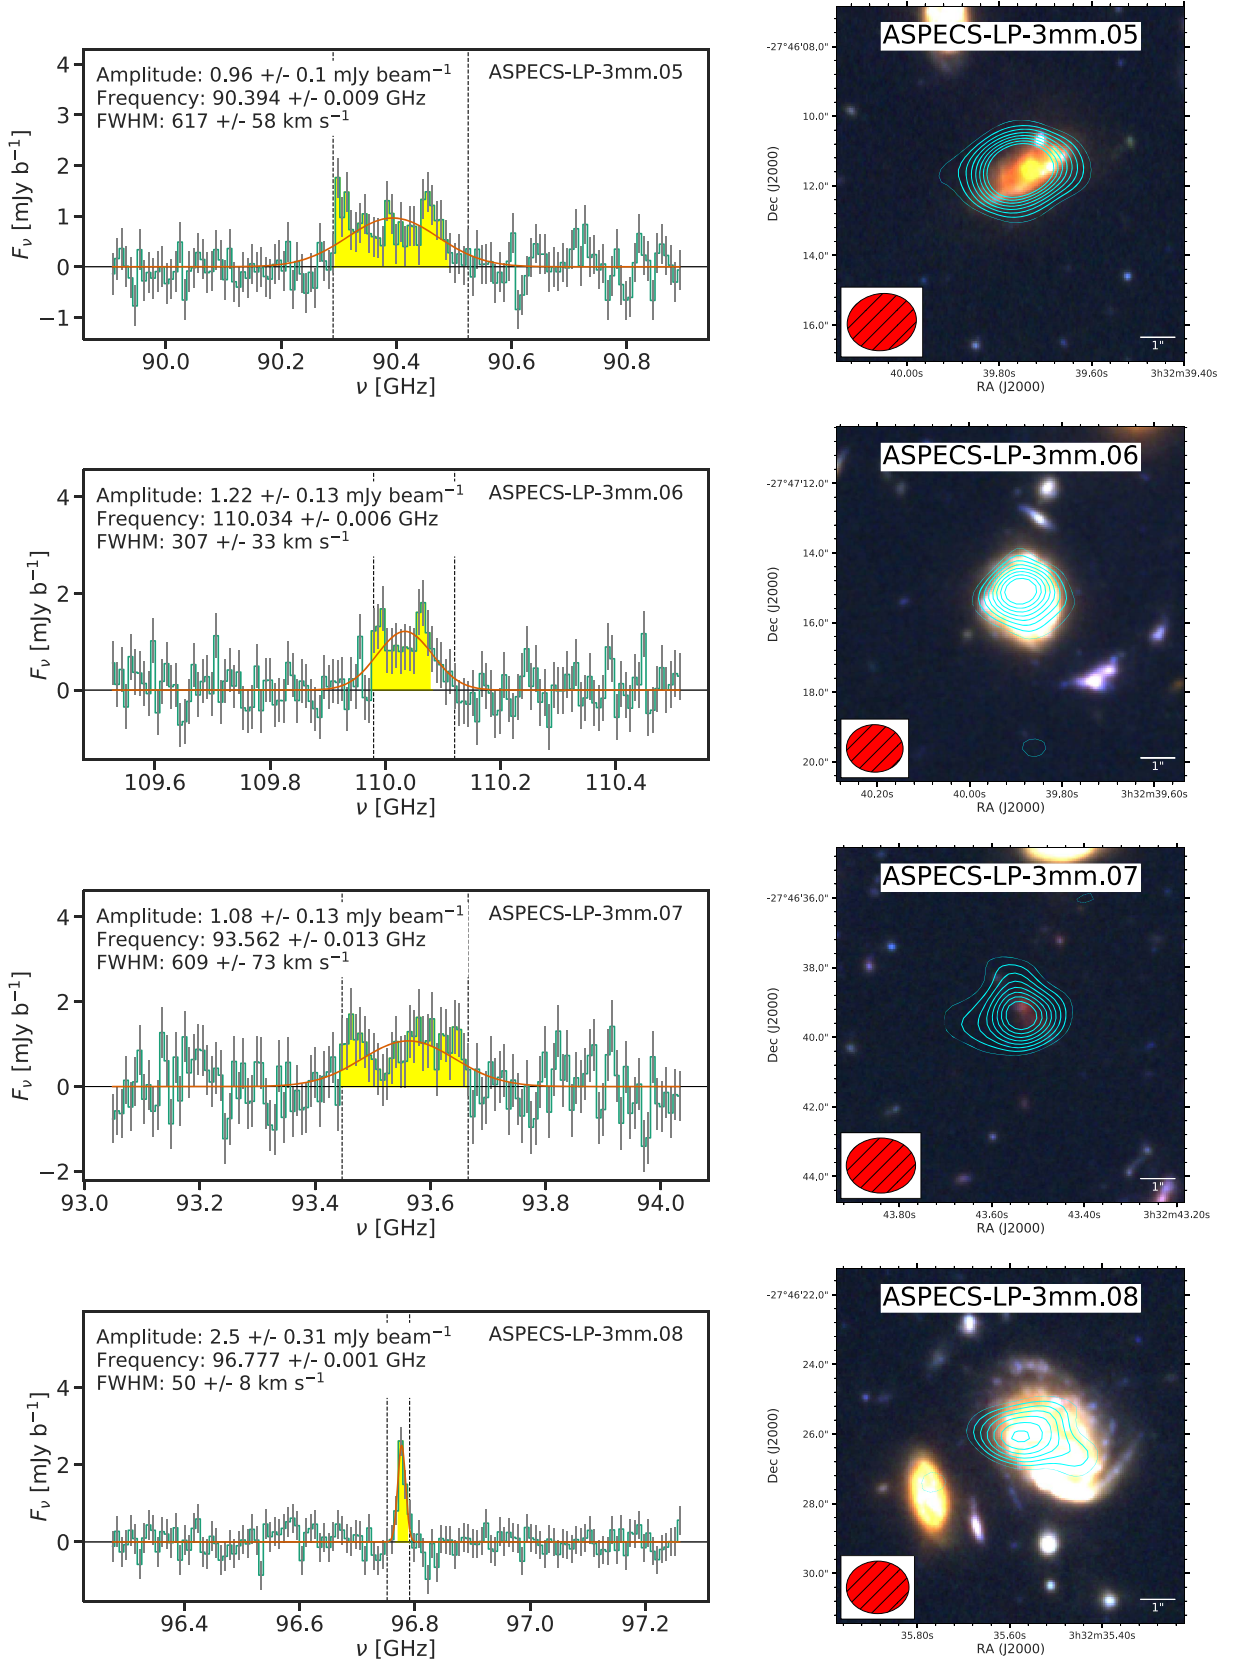 Amplitude: 0.96 +/- 0.1 mJy beam⁻¹ ASPECS-LP-3mm.05
Frequency: 90.394 +/- 0.009 GHz
FWHM: 617 +/- 58 km s⁻¹
4
3
2
1
0
−1
Fν [mJy b⁻¹]
90.0 90.2 90.4 90.6 90.8
ν [GHz]
ASPECS-LP-3mm.05
-27°46'08.0"
10.0"
12.0"
14.0"
16.0"
Dec (J2000)
1"
40.00s 39.80s 39.60s 3h32m39.40s
RA (J2000)
Amplitude: 1.22 +/- 0.13 mJy beam⁻¹ ASPECS-LP-3mm.06
Frequency: 110.034 +/- 0.006 GHz
FWHM: 307 +/- 33 km s⁻¹
4
2
0
Fν [mJy b⁻¹]
109.6 109.8 110.0 110.2 110.4
ν [GHz]
ASPECS-LP-3mm.06
-27°47'12.0"
14.0"
16.0"
18.0"
20.0"
Dec (J2000)
1"
40.20s 40.00s 39.80s 3h32m39.60s
RA (J2000)
Amplitude: 1.08 +/- 0.13 mJy beam⁻¹ ASPECS-LP-3mm.07
Frequency: 93.562 +/- 0.013 GHz
FWHM: 609 +/- 73 km s⁻¹
4
2
0
−2
Fν [mJy b⁻¹]
93.0 93.2 93.4 93.6 93.8 94.0
ν [GHz]
ASPECS-LP-3mm.07
-27°46'36.0"
38.0"
40.0"
42.0"
44.0"
Dec (J2000)
1"
43.80s 43.60s 43.40s 3h32m43.20s
RA (J2000)
Amplitude: 2.5 +/- 0.31 mJy beam⁻¹ ASPECS-LP-3mm.08
Frequency: 96.777 +/- 0.001 GHz
FWHM: 50 +/- 8 km s⁻¹
4
2
0
Fν [mJy b⁻¹]
96.4 96.6 96.8 97.0 97.2
ν [GHz]
ASPECS-LP-3mm.08
-27°46'22.0"
24.0"
26.0"
28.0"
30.0"
Dec (J2000)
1"
35.80s 35.60s 3h32m35.40s
RA (J2000)